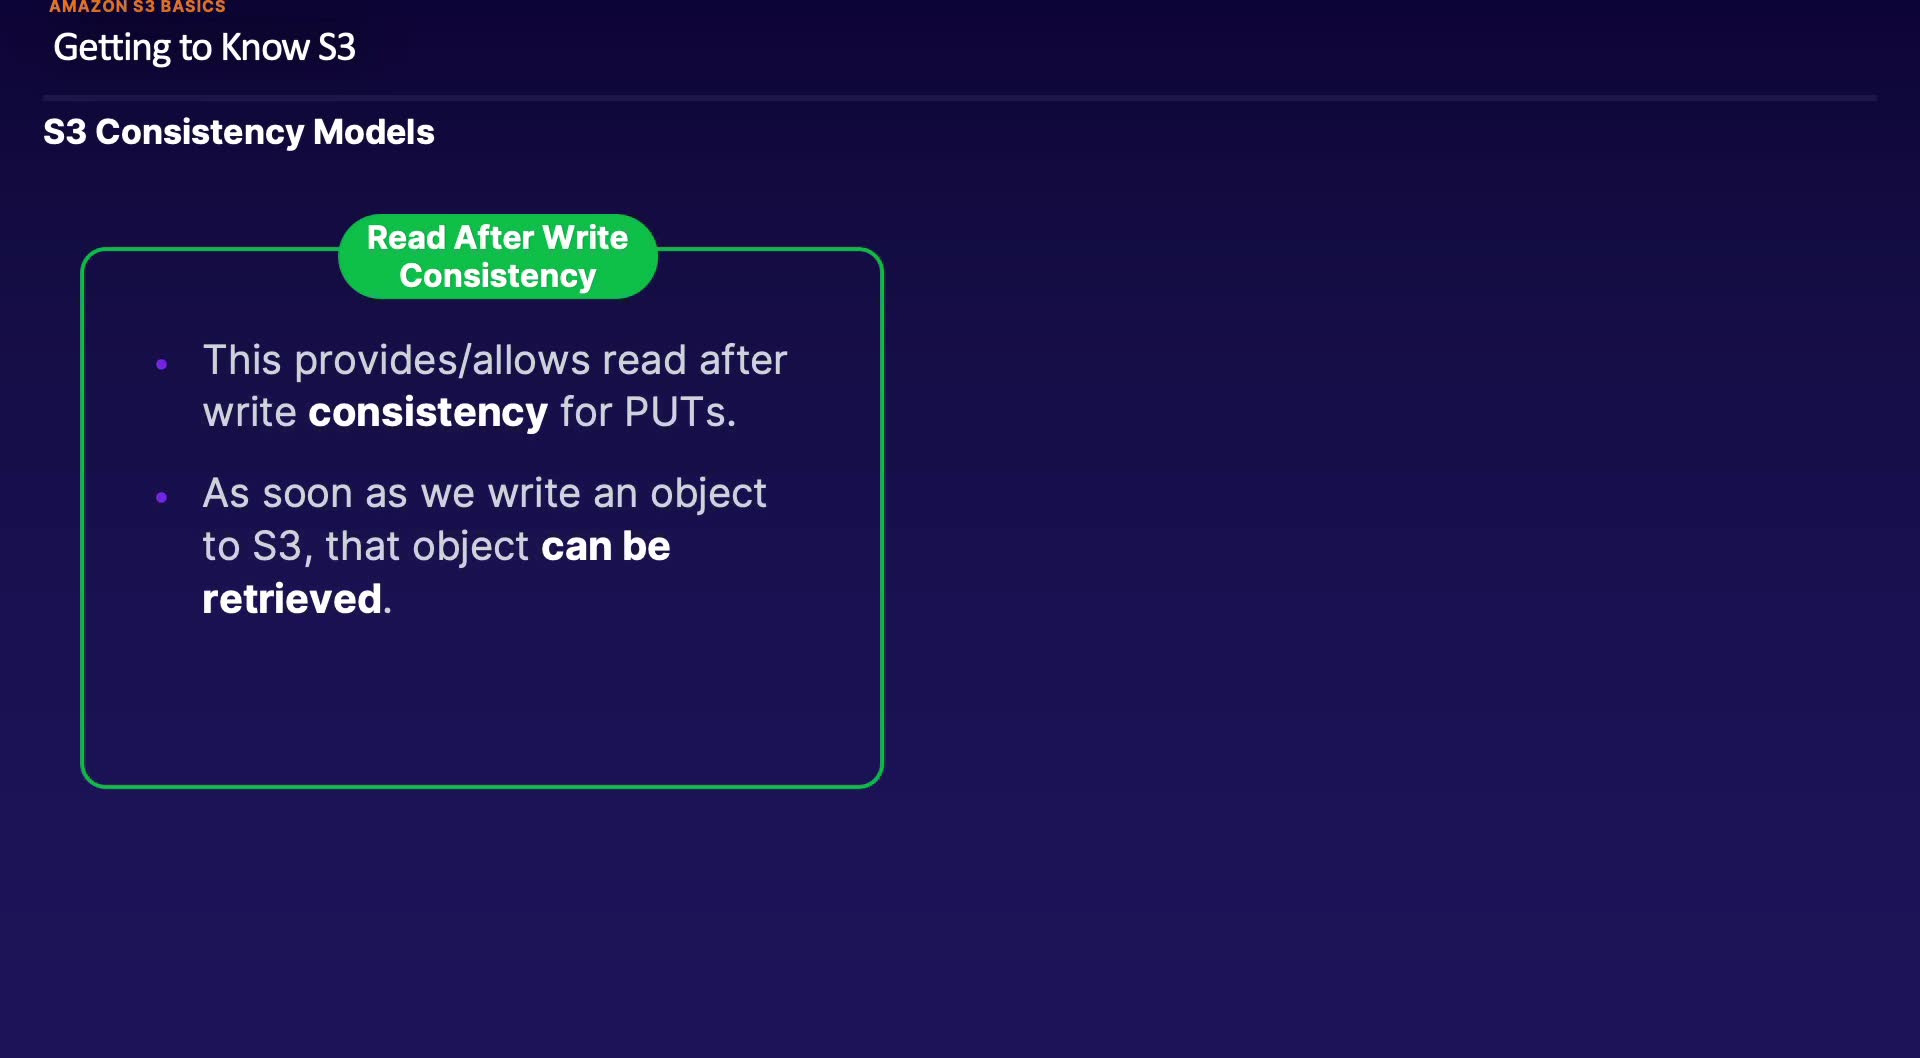 AMAZON S3 BASICS
Getting to Know S3
S3 Consistency Models
Read After Write
Consistency
• This provides/allows read after
write consistency for PUTs.
• As soon as we write an object
to S3, that object can be
retrieved.